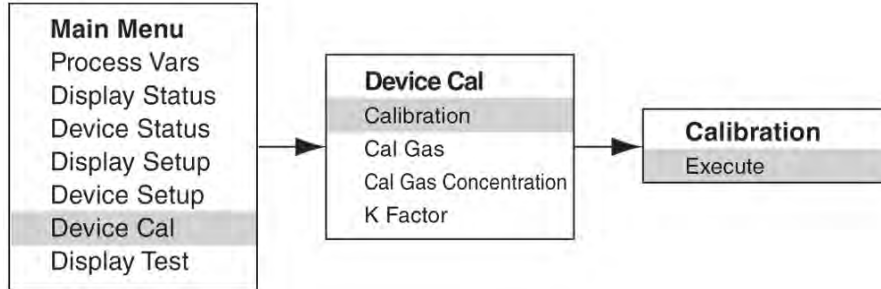 Main Menu
Process Vars
Display Status
Device Status
Display Setup
Device Setup
Device Cal
Display Test
Device Cal
Calibration
Cal Gas
Cal Gas Concentration
K Factor
Calibration
Execute